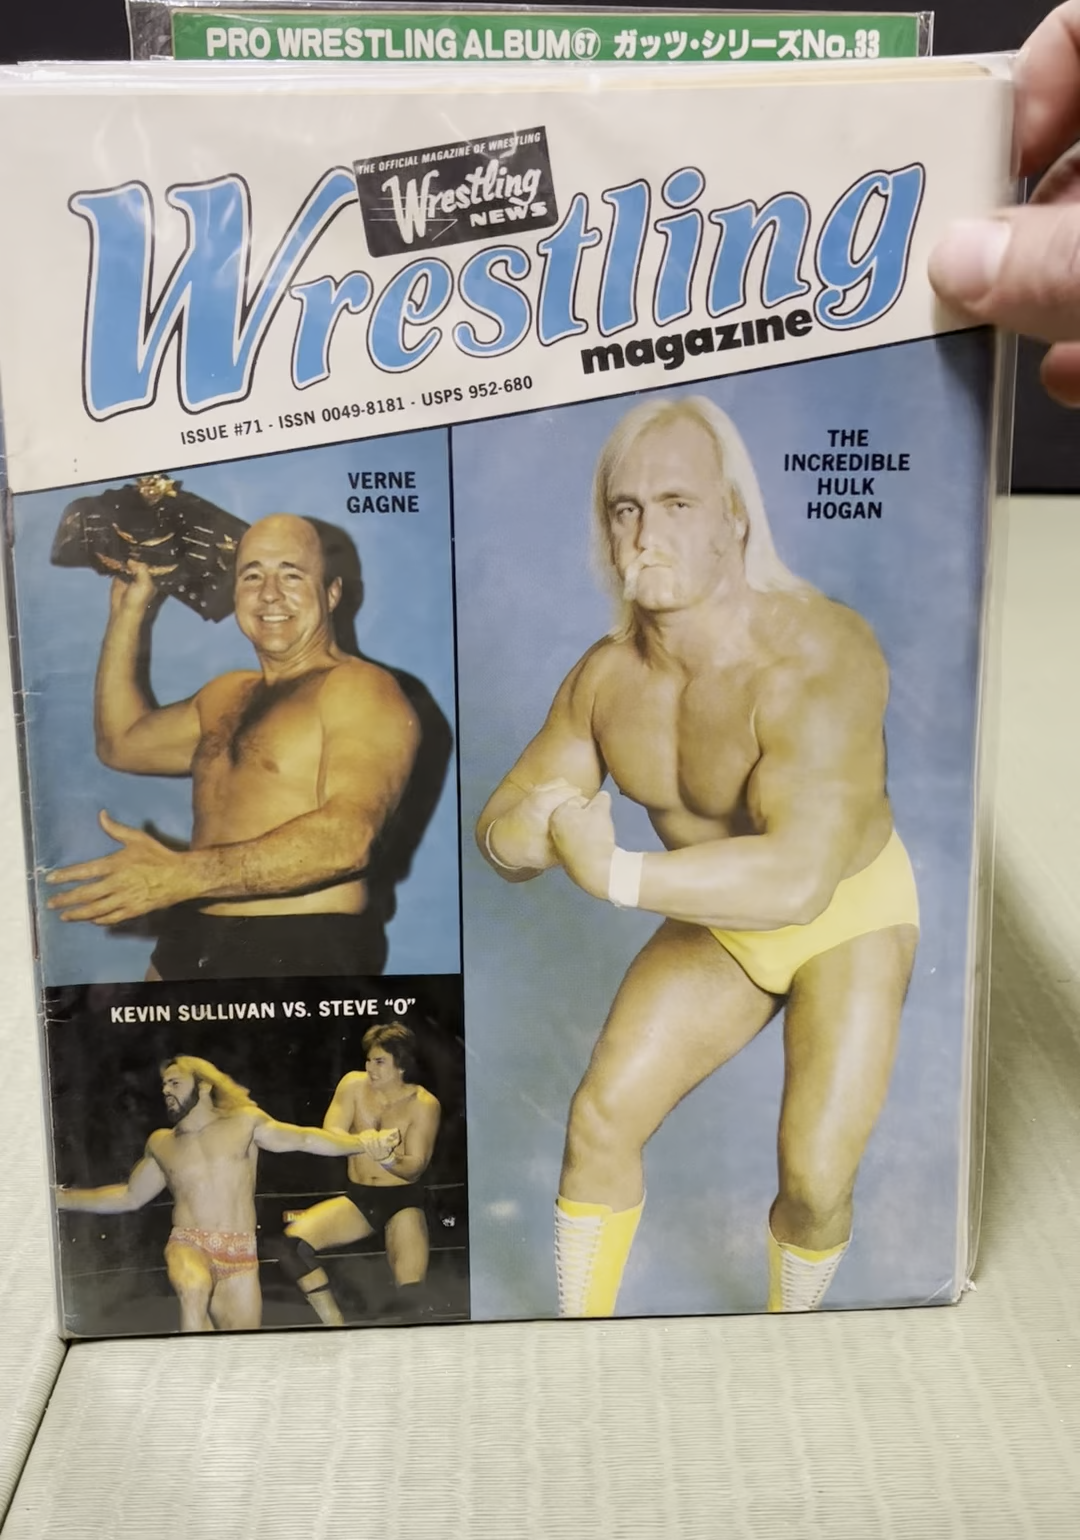 PRO WRESTLING ALBUM67 ガッツ・シリーズNo.33
THE OFFICIAL MAGAZINE OF WRESTLING
Wrestling
NEWS
Wrestling
magazine
ISSUE #71 - ISSN 0049-8181 - USPS 952-680
VERNE
GAGNE
THE
INCREDIBLE
HULK
HOGAN
KEVIN SULLIVAN VS. STEVE “O”